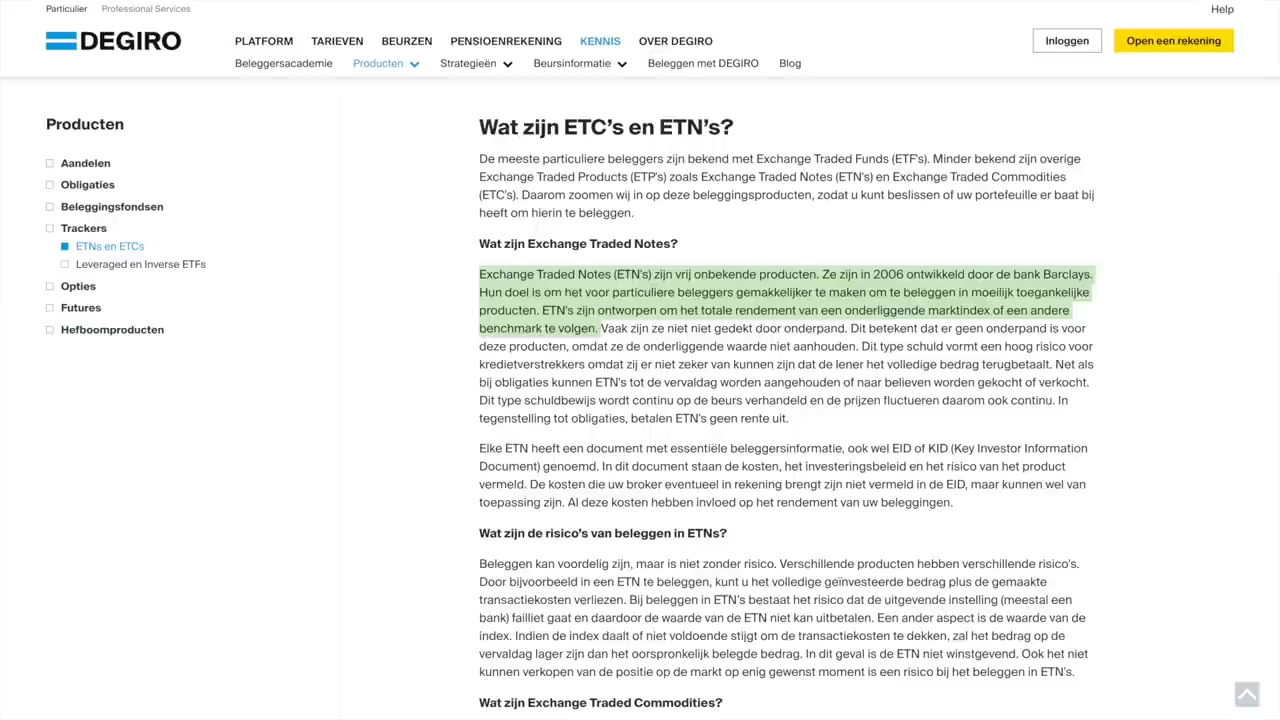 Particulier Professional Services
Help
DEGIRO
PLATFORM TARIEVEN BEURZEN PENSIOENREKENING KENNIS OVER DEGIRO
Inloggen
Open een rekening
Beleggersacademie Producten Strategieën Beursinformatie Beleggen met DEGIRO Blog
Producten
Aandelen
Obligaties
Beleggingsfondsen
Trackers
ETNs en ETCs
Leveraged en Inverse ETFs
Opties
Futures
Hefboomproducten
Wat zijn ETC's en ETN's?
De meeste particuliere beleggers zijn bekend met Exchange Traded Funds (ETF's). Minder bekend zijn overige
Exchange Traded Products (ETP's) zoals Exchange Traded Notes (ETN's) en Exchange Traded Commodities
(ETC's). Daarom zoomen wij in op deze beleggingsproducten, zodat u kunt beslissen of uw portefeuille er baat bij
heeft om hierin te beleggen.
Wat zijn Exchange Traded Notes?
Exchange Traded Notes (ETN's) zijn vrij onbekende producten. Ze zijn in 2006 ontwikkeld door de bank Barclays.
Hun doel is om het voor particuliere beleggers gemakkelijker te maken om te beleggen in moeilijk toegankelijke
producten. ETN's zijn ontworpen om het totale rendement van een onderliggende marktindex of een andere
benchmark te volgen. Vaak zijn ze niet niet gedekt door onderpand. Dit betekent dat er geen onderpand is voor
deze producten, omdat ze de onderliggende waarde niet aanhouden. Dit type schuld vormt een hoog risico voor
kredietverstrekkers omdat zij er niet zeker van kunnen zijn dat de lener het volledige bedrag terugbetaalt. Net als
bij obligaties kunnen ETN's tot de vervaldag worden aangehouden of naar believen worden gekocht of verkocht.
Dit type schuldbewijs wordt continu op de beurs verhandeld en de prijzen fluctueren daarom ook continu. In
tegenstelling tot obligaties, betalen ETN's geen rente uit.
Elke ETN heeft een document met essentiële beleggersinformatie, ook wel EID of KID (Key Investor Information
Document) genoemd. In dit document staan de kosten, het investeringsbeleid en het risico van het product
vermeld. De kosten die uw broker eventueel in rekening brengt zijn niet vermeld in de EID, maar kunnen wel van
toepassing zijn. Al deze kosten hebben invloed op het rendement van uw beleggingen.
Wat zijn de risico's van beleggen in ETNs?
Beleggen kan voordelig zijn, maar is niet zonder risico. Verschillende producten hebben verschillende risico's.
Door bijvoorbeeld in een ETN te beleggen, kunt u het volledige geïnvesteerde bedrag plus de gemaakte
transactiekosten verliezen. Bij beleggen in ETN's bestaat het risico dat de uitgevende instelling (meestal een
bank) failliet gaat en daardoor de waarde van de ETN niet kan uitbetalen. Een ander aspect is de waarde van de
index. Indien de index daalt of niet voldoende stijgt om de transactiekosten te dekken, zal het bedrag op de
vervaldag lager zijn dan het oorspronkelijk belegde bedrag. In dit geval is de ETN niet winstgevend. Ook het niet
kunnen verkopen van de positie op de markt op enig gewenst moment is een risico bij het beleggen in ETN's.
Wat zijn Exchange Traded Commodities?